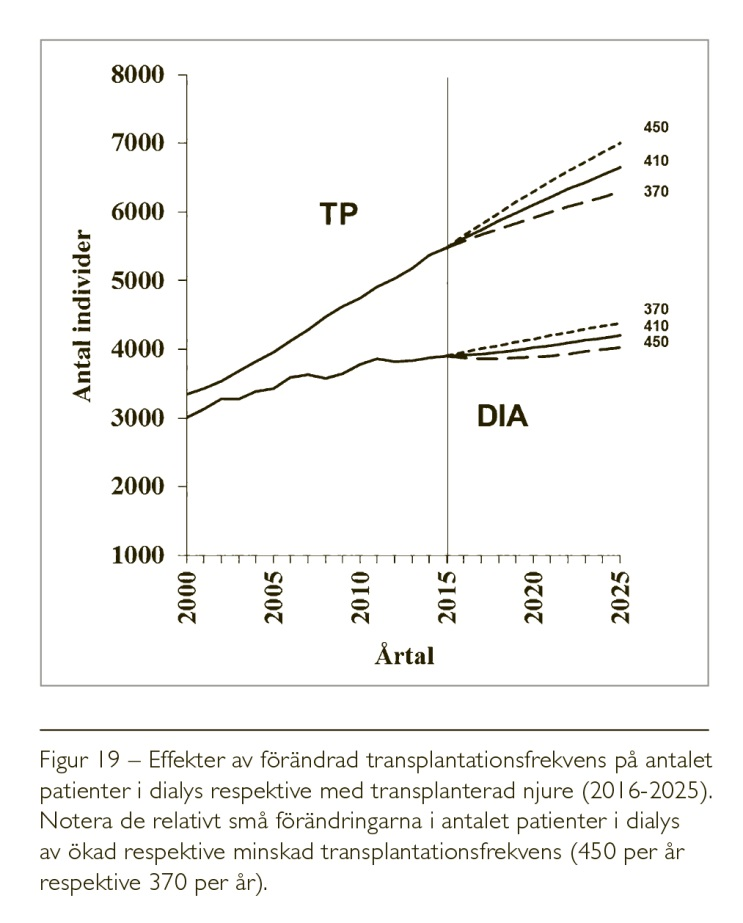 8000
7000
6000
5000
4000
3000
2000
1000
Antal individer
TP
DIA
450
410
370
370
410
450
2000
2005
2010
2015
2020
2025
Årtal
Figur 19 – Effekter av förändrad transplantationsfrekvens på antalet
patienter i dialys respektive med transplanterad njure (2016-2025).
Notera de relativt små förändringarna i antalet patienter i dialys
av ökad respektive minskad transplantationsfrekvens (450 per år
respektive 370 per år).